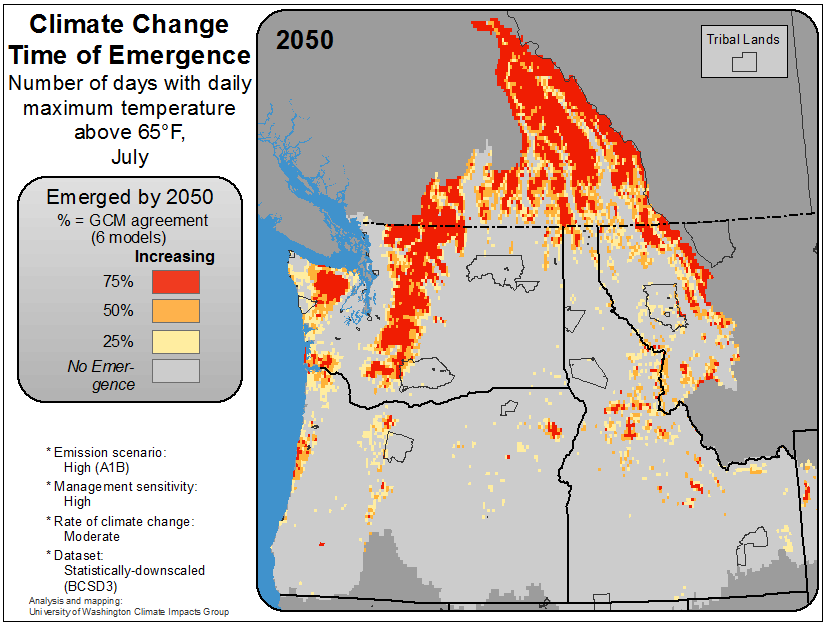 Climate Change
Time of Emergence
Number of days with daily
maximum temperature
above 65°F,
July
Emerged by 2050
% = GCM agreement
(6 models)
Increasing
75%
50%
25%
No Emer-
gence
* Emission scenario:
High (A1B)
* Management sensitivity:
High
* Rate of climate change:
Moderate
* Dataset:
Statistically-downscaled
(BCSD3)
Analysis and mapping:
University of Washington Climate Impacts Group
2050
Tribal Lands